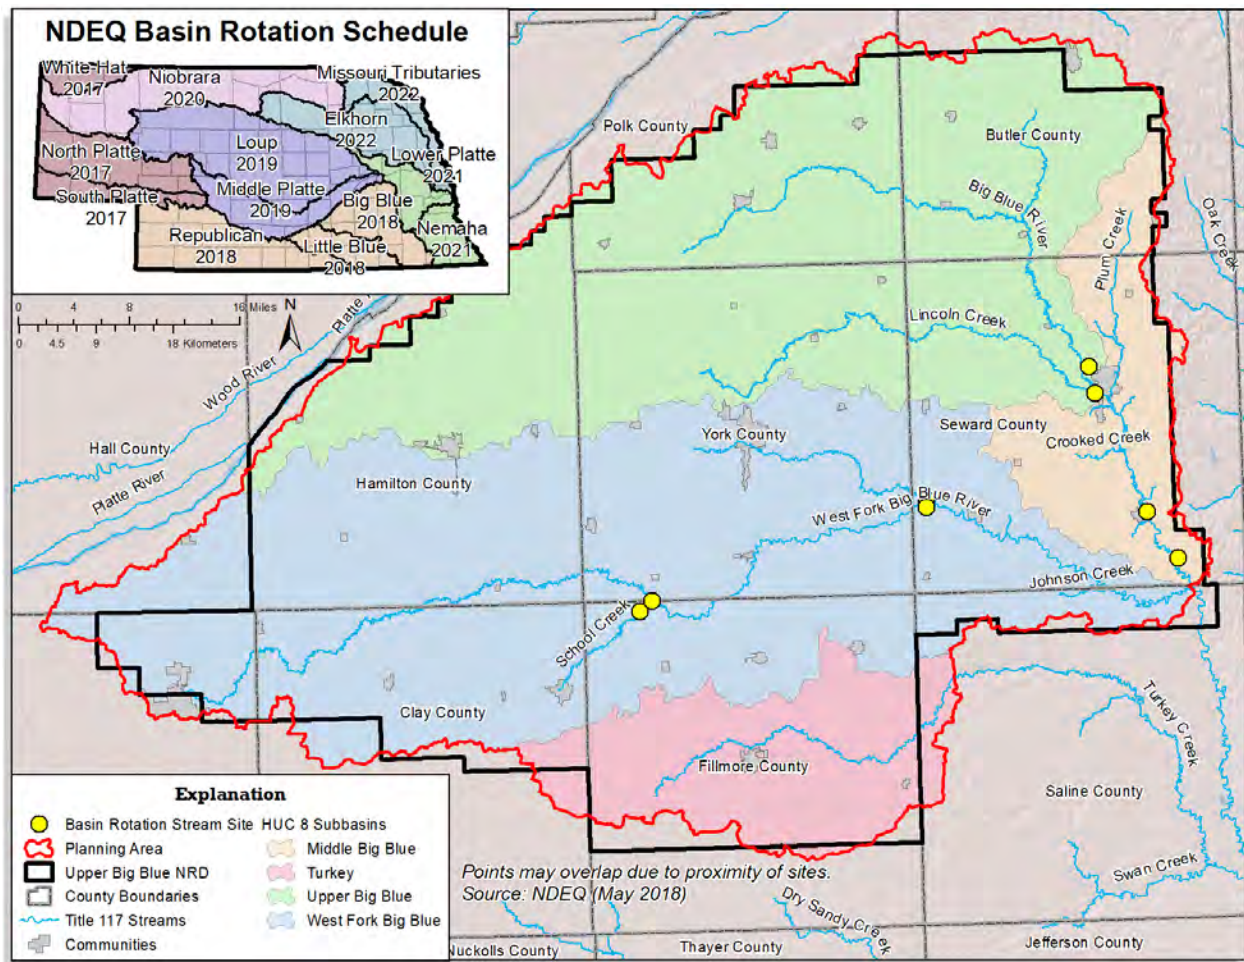 NDEQ Basin Rotation Schedule
White-Hat
2017
Niobrara
2020
Missouri Tributaries
2022
Elkhorn
2022
Loup
2019
North Platte
2017
Lower Platte
2021
South Platte
2017
Middle Platte
2019
Big Blue
2018
Nemaha
2021
Republican
2018
Little Blue
2018
0 4 8 16 Miles
0 4.5 9 18 Kilometers
N
Polk County
Butler County
Big Blue River
Plum Creek
Oak Creek
Platte
Wood River
Lincoln Creek
Hall County
Platte River
Hamilton County
York County
Seward County
Crooked Creek
West Fork Big Blue River
Johnson Creek
School Creek
Clay County
Fillmore County
Turkey Creek
Saline County
Swan Creek
Dry Sandy Creek
Nuckolls County
Thayer County
Jefferson County
Points may overlap due to proximity of sites.
Source: NDEQ (May 2018)
Explanation
Basin Rotation Stream Site
Planning Area
Upper Big Blue NRD
County Boundaries
Title 117 Streams
Communities
HUC 8 Subbasins
Middle Big Blue
Turkey
Upper Big Blue
West Fork Big Blue